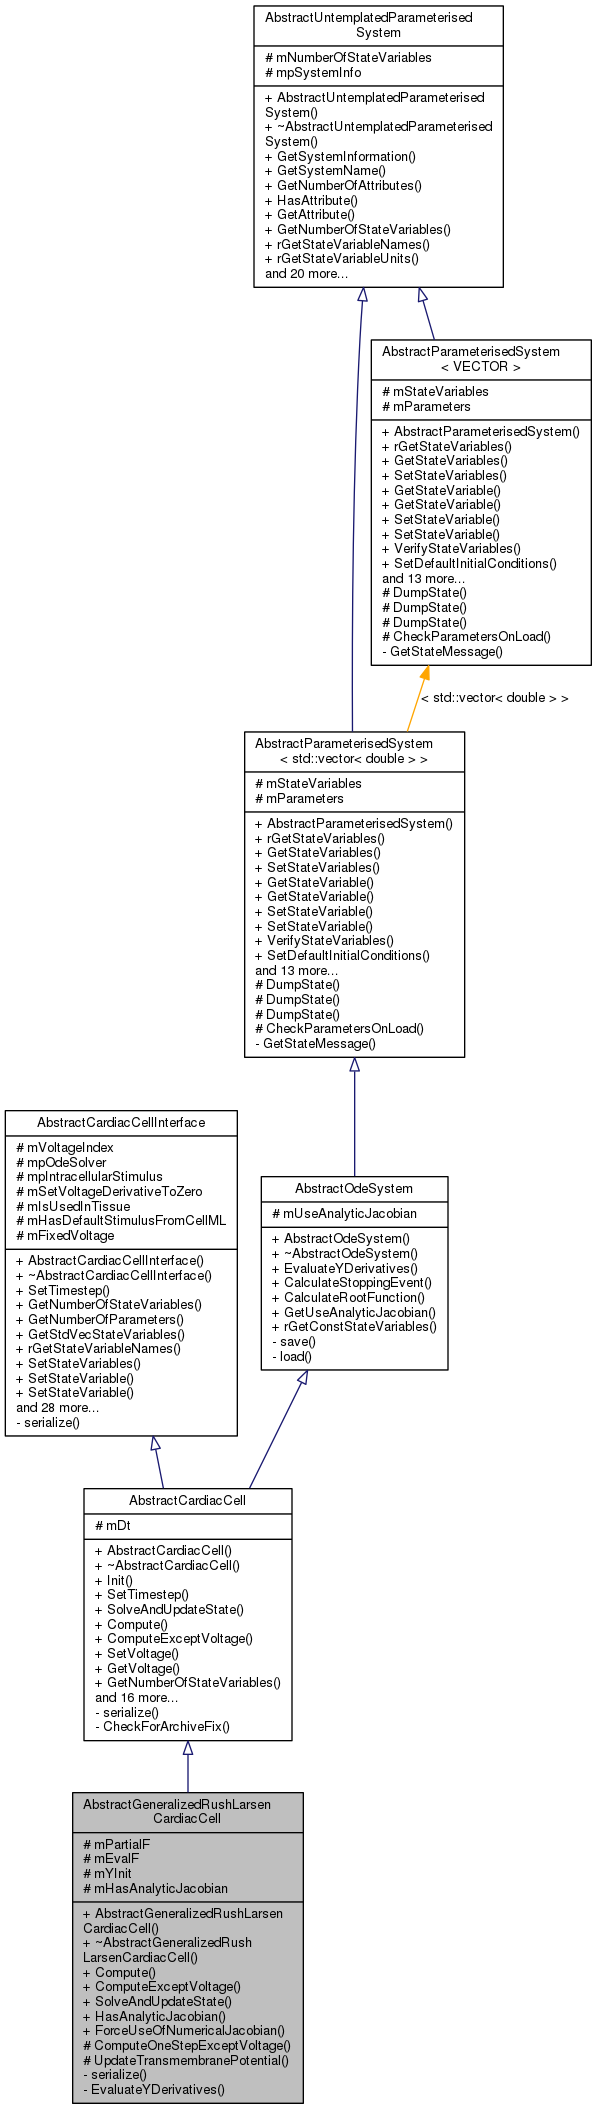 AbstractUntemplatedParameterised
System
# mNumberOfStateVariables
# mpSystemInfo
+ AbstractUntemplatedParameterised
System()
+ ~AbstractUntemplatedParameterised
System()
+ GetSystemInformation()
+ GetSystemName()
+ GetNumberOfAttributes()
+ HasAttribute()
+ GetAttribute()
+ GetNumberOfStateVariables()
+ rGetStateVariableNames()
+ rGetStateVariableUnits()
and 20 more...
AbstractParameterisedSystem
< VECTOR >
# mStateVariables
# mParameters
+ AbstractParameterisedSystem()
+ rGetStateVariables()
+ GetStateVariables()
+ SetStateVariables()
+ GetStateVariable()
+ GetStateVariable()
+ SetStateVariable()
+ SetStateVariable()
+ VerifyStateVariables()
+ SetDefaultInitialConditions()
and 13 more...
# DumpState()
# DumpState()
# DumpState()
# CheckParametersOnLoad()
- GetStateMessage()
< std::vector< double > >
AbstractParameterisedSystem
< std::vector< double > >
# mStateVariables
# mParameters
+ AbstractParameterisedSystem()
+ rGetStateVariables()
+ GetStateVariables()
+ SetStateVariables()
+ GetStateVariable()
+ GetStateVariable()
+ SetStateVariable()
+ SetStateVariable()
+ VerifyStateVariables()
+ SetDefaultInitialConditions()
and 13 more...
# DumpState()
# DumpState()
# DumpState()
# CheckParametersOnLoad()
- GetStateMessage()
AbstractCardiacCellInterface
# mVoltageIndex
# mpOdeSolver
# mpIntracellularStimulus
# mSetVoltageDerivativeToZero
# mIsUsedInTissue
# mHasDefaultStimulusFromCellML
# mFixedVoltage
+ AbstractCardiacCellInterface()
+ ~AbstractCardiacCellInterface()
+ SetTimestep()
+ GetNumberOfStateVariables()
+ GetNumberOfParameters()
+ GetStdVecStateVariables()
+ rGetStateVariableNames()
+ SetStateVariables()
+ SetStateVariable()
+ SetStateVariable()
and 28 more...
- serialize()
AbstractOdeSystem
# mUseAnalyticJacobian
+ AbstractOdeSystem()
+ ~AbstractOdeSystem()
+ EvaluateYDerivatives()
+ CalculateStoppingEvent()
+ CalculateRootFunction()
+ GetUseAnalyticJacobian()
+ rGetConstStateVariables()
- save()
- load()
AbstractCardiacCell
# mDt
+ AbstractCardiacCell()
+ ~AbstractCardiacCell()
+ Init()
+ SetTimestep()
+ SolveAndUpdateState()
+ Compute()
+ ComputeExceptVoltage()
+ SetVoltage()
+ GetVoltage()
+ GetNumberOfStateVariables()
and 16 more...
- serialize()
- CheckForArchiveFix()
AbstractGeneralizedRushLarsen
CardiacCell
# mPartialF
# mEvalF
# mYInit
# mHasAnalyticJacobian
+ AbstractGeneralizedRushLarsen
CardiacCell()
+ ~AbstractGeneralizedRush
LarsenCardiacCell()
+ Compute()
+ ComputeExceptVoltage()
+ SolveAndUpdateState()
+ HasAnalyticJacobian()
+ ForceUseOfNumericalJacobian()
# ComputeOneStepExceptVoltage()
# UpdateTransmembranePotential()
- serialize()
- EvaluateYDerivatives()